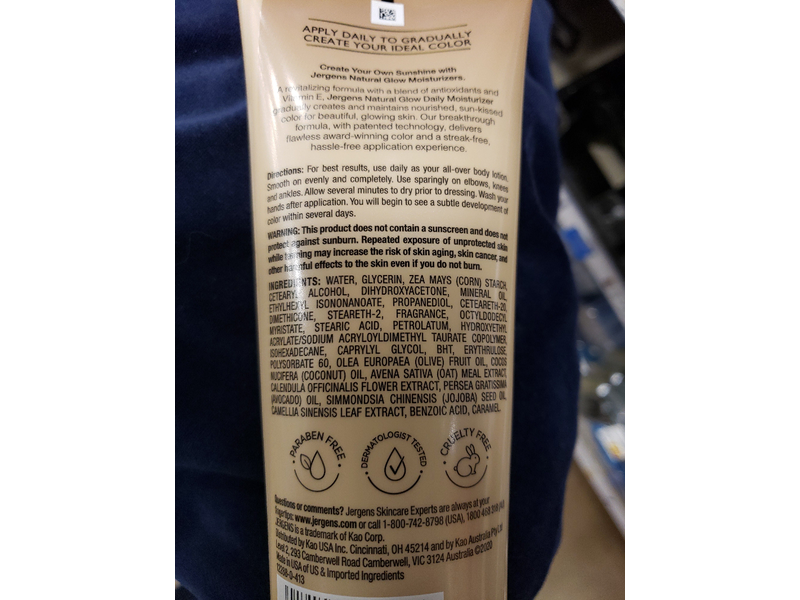 APPLY DAILY TO GRADUALLY
CREATE YOUR IDEAL COLOR
Create Your Own Sunshine with
Jergens Natural Glow Moisturizers.
A revitalizing formula with a blend of antioxidants and
Vitamin E, Jergens Natural Glow Daily Moisturizer
gradually creates and maintains nourished, sun-kissed
color for beautiful, glowing skin. Our breakthrough
formula, with patented technology, delivers
flawless award-winning color and a streak-free,
hassle-free application experience.
Directions: For best results, use daily as your all-over body lotion.
Smooth on evenly and completely. Use sparingly on elbows, knees
and ankles. Allow several minutes to dry prior to dressing. Wash your
hands after application. You will begin to see a subtle development of
color within several days.
WARNING: This product does not contain a sunscreen and does not
protect against sunburn. Repeated exposure of unprotected skin
while tanning may increase the risk of skin aging, skin cancer, and
other harmful effects to the skin even if you do not burn.
INGREDIENTS: WATER, GLYCERIN, ZEA MAYS (CORN) STARCH,
CETEARYL ALCOHOL, DIHYDROXYACETONE, MINERAL OIL,
ETHYLHEXYL ISONONANOATE, PROPANEDIOL, CETEARETH-20,
DIMETHICONE, STEARETH-2, FRAGRANCE, OCTYLDODECYL
MYRISTATE, STEARIC ACID, PETROLATUM, HYDROXYETHYL
ACRYLATE/SODIUM ACRYLOYLDIMETHYL TAURATE COPOLYMER,
ISOHEXADECANE, CAPRYLYL GLYCOL, BHT, ERYTHRULOSE,
POLYSORBATE 60, OLEA EUROPAEA (OLIVE) FRUIT OIL, COCOS
NUCIFERA (COCONUT) OIL, AVENA SATIVA (OAT) MEAL EXTRACT,
CALENDULA OFFICINALIS FLOWER EXTRACT, PERSEA GRATISSIMA
(AVOCADO) OIL, SIMMONDSIA CHINENSIS (JOJOBA) SEED OIL,
CAMELLIA SINENSIS LEAF EXTRACT, BENZOIC ACID, CARAMEL.
PARABEN FREE
DERMATOLOGIST TESTED
CRUELTY FREE
Questions or comments? Jergens Skincare Experts are always at your
fingertips: www.jergens.com or call 1-800-742-8798 (USA), 1800 468 318 (AU)
JERGENS is a trademark of Kao Corp.
Distributed by Kao USA Inc. Cincinnati, OH 45214 and by Kao Australia Pty Ltd
Level 2, 293 Camberwell Road Camberwell, VIC 3124 Australia ©2020
Made in USA of US & Imported Ingredients
12268-0-413